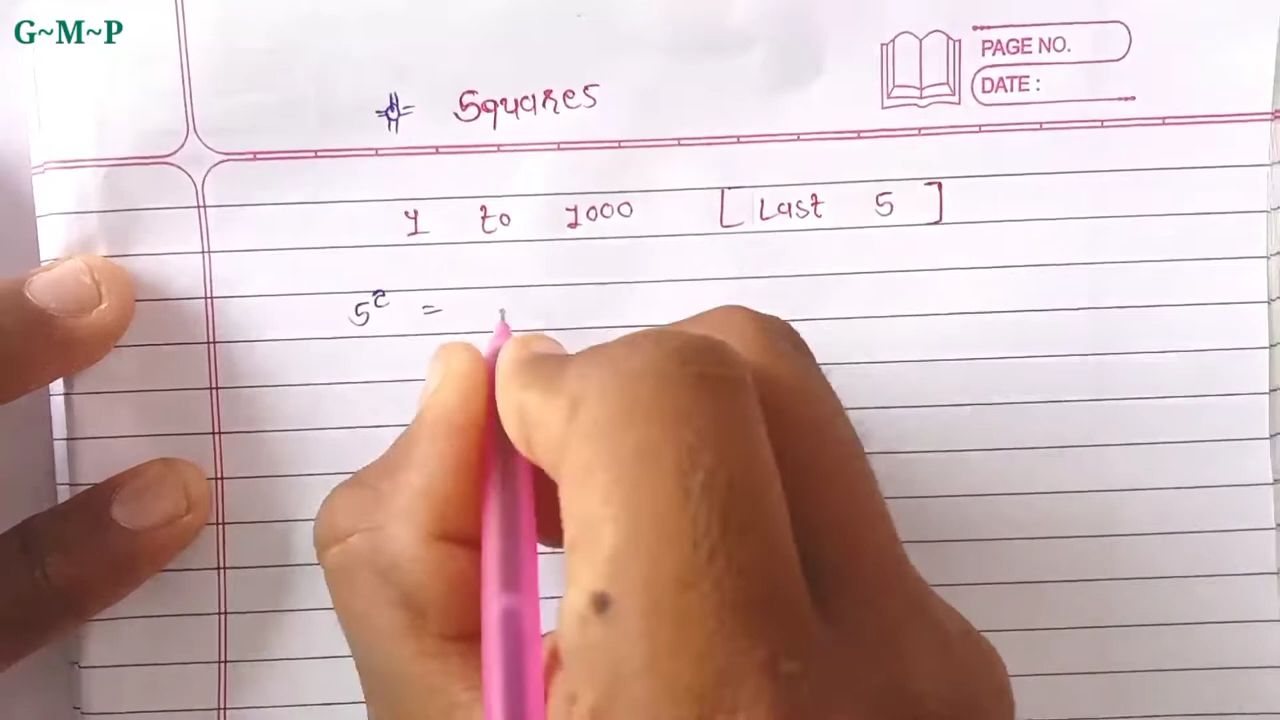 G~M~P
PAGE NO.
DATE :
# Squares
1 to 1000 [Last 5]
5² =